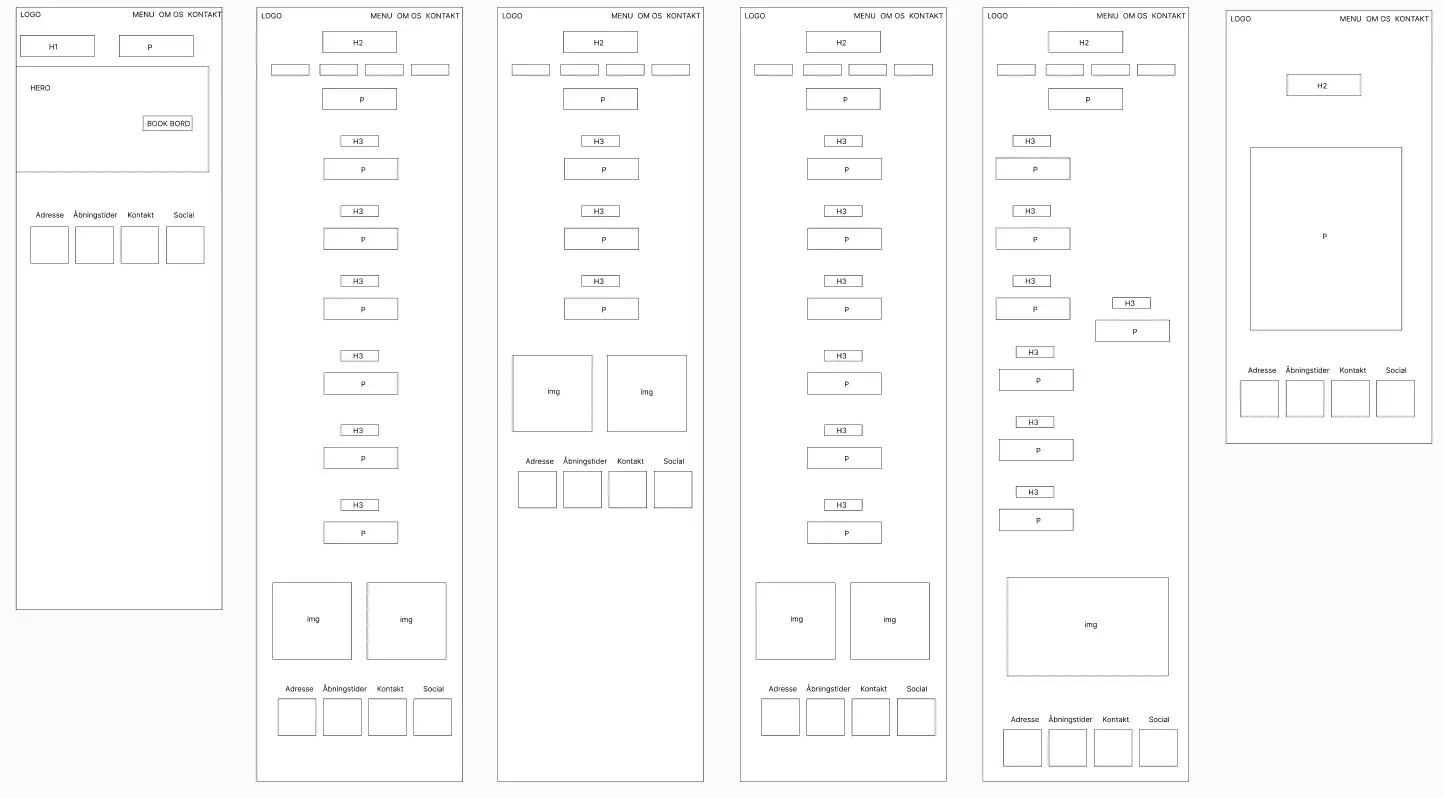 LOGO
MENU OM OS KONTAKT
H1
P
HERO
BOOK BORD
Adresse Åbningstider Kontakt Social
LOGO
MENU OM OS KONTAKT
H2
P
H3
P
H3
P
H3
P
H3
P
H3
P
H3
P
img img
Adresse Åbningstider Kontakt Social
LOGO
MENU OM OS KONTAKT
H2
P
H3
P
H3
P
H3
P
img img
Adresse Åbningstider Kontakt Social
LOGO
MENU OM OS KONTAKT
H2
P
H3
P
H3
P
H3
P
H3
P
H3
P
H3
P
img img
Adresse Åbningstider Kontakt Social
LOGO
MENU OM OS KONTAKT
H2
P
H3
P
H3
P
H3
P
H3
P
H3
P
H3
P
H3
P
img
Adresse Åbningstider Kontakt Social
LOGO
MENU OM OS KONTAKT
H2
P
Adresse Åbningstider Kontakt Social